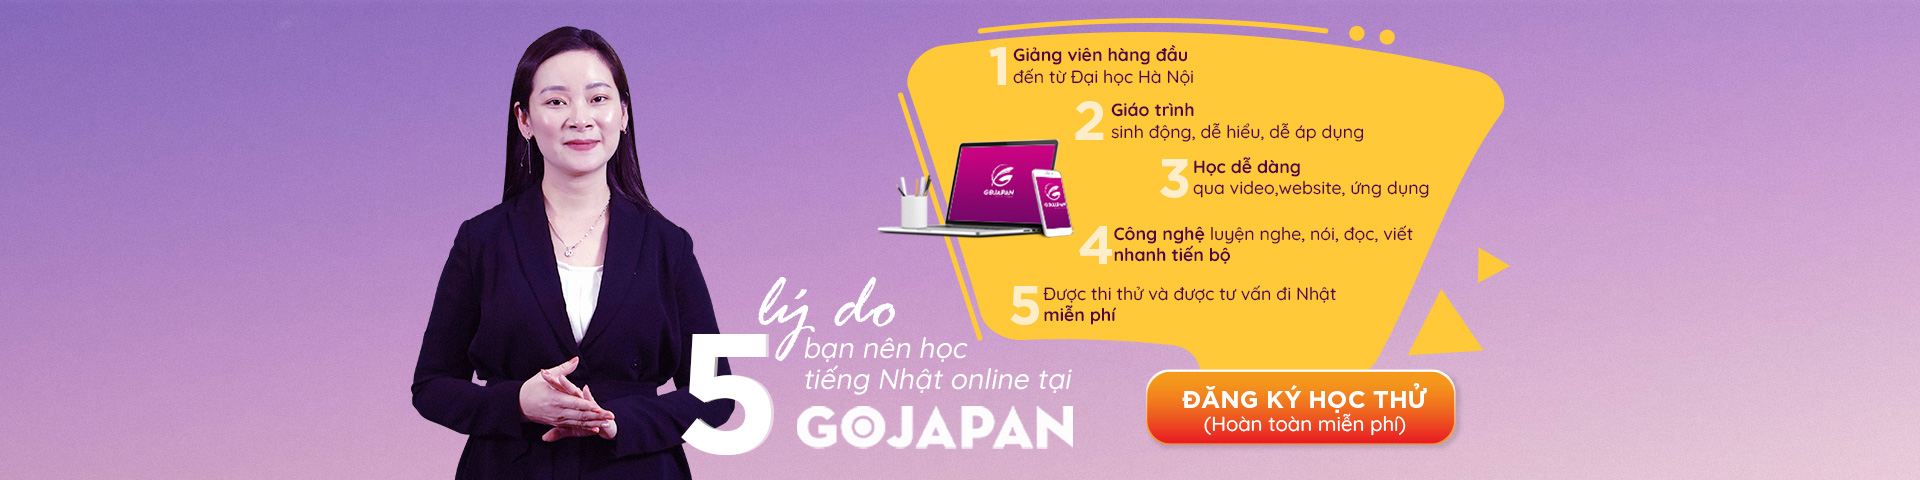 1 Giảng viên hàng đầu
đến từ Đại học Hà Nội
2 Giáo trình
sinh động, dễ hiểu, dễ áp dụng
3 Học dễ dàng
qua video,website, ứng dụng
4 Công nghệ luyện nghe, nói, đọc, viết
nhanh tiến bộ
5 Được thi thử và được tư vấn đi Nhật
miễn phí
GOJAPAN
GOJAPAN
5 lý do
bạn nên học
tiếng Nhật online tại
GOJAPAN
ĐĂNG KÝ HỌC THỬ
(Hoàn toàn miễn phí)